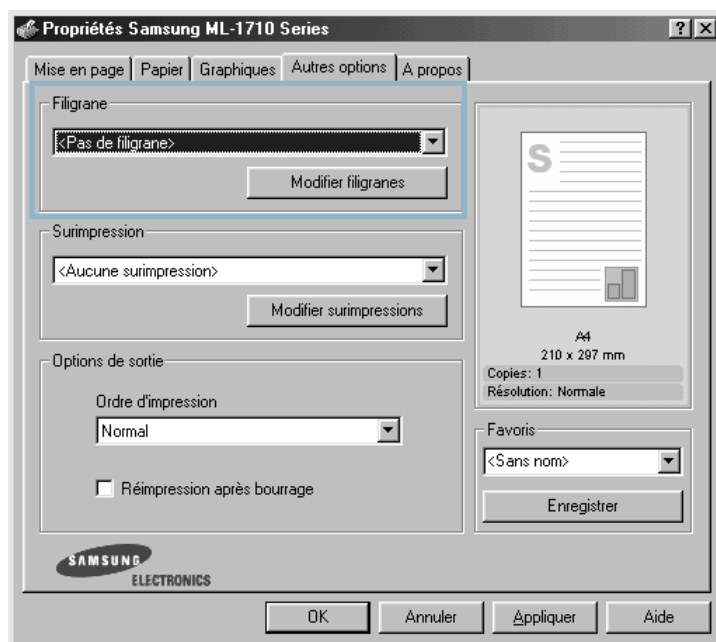 Propriétés Samsung ML-1710 Series
Mise en page Papier Graphiques Autres options A propos
Filigrane
<Pas de filigrane>
Modifier filigranes
Surimpression
<Aucune surimpression>
Modifier surimpressions
Options de sortie
Ordre d'impression
Normal
Réimpression après bourrage
S
A4
210 x 297 mm
Copies: 1
Résolution: Normale
Favoris
<Sans nom>
Enregistrer
SAMSUNG
ELECTRONICS
OK Annuler Appliquer Aide